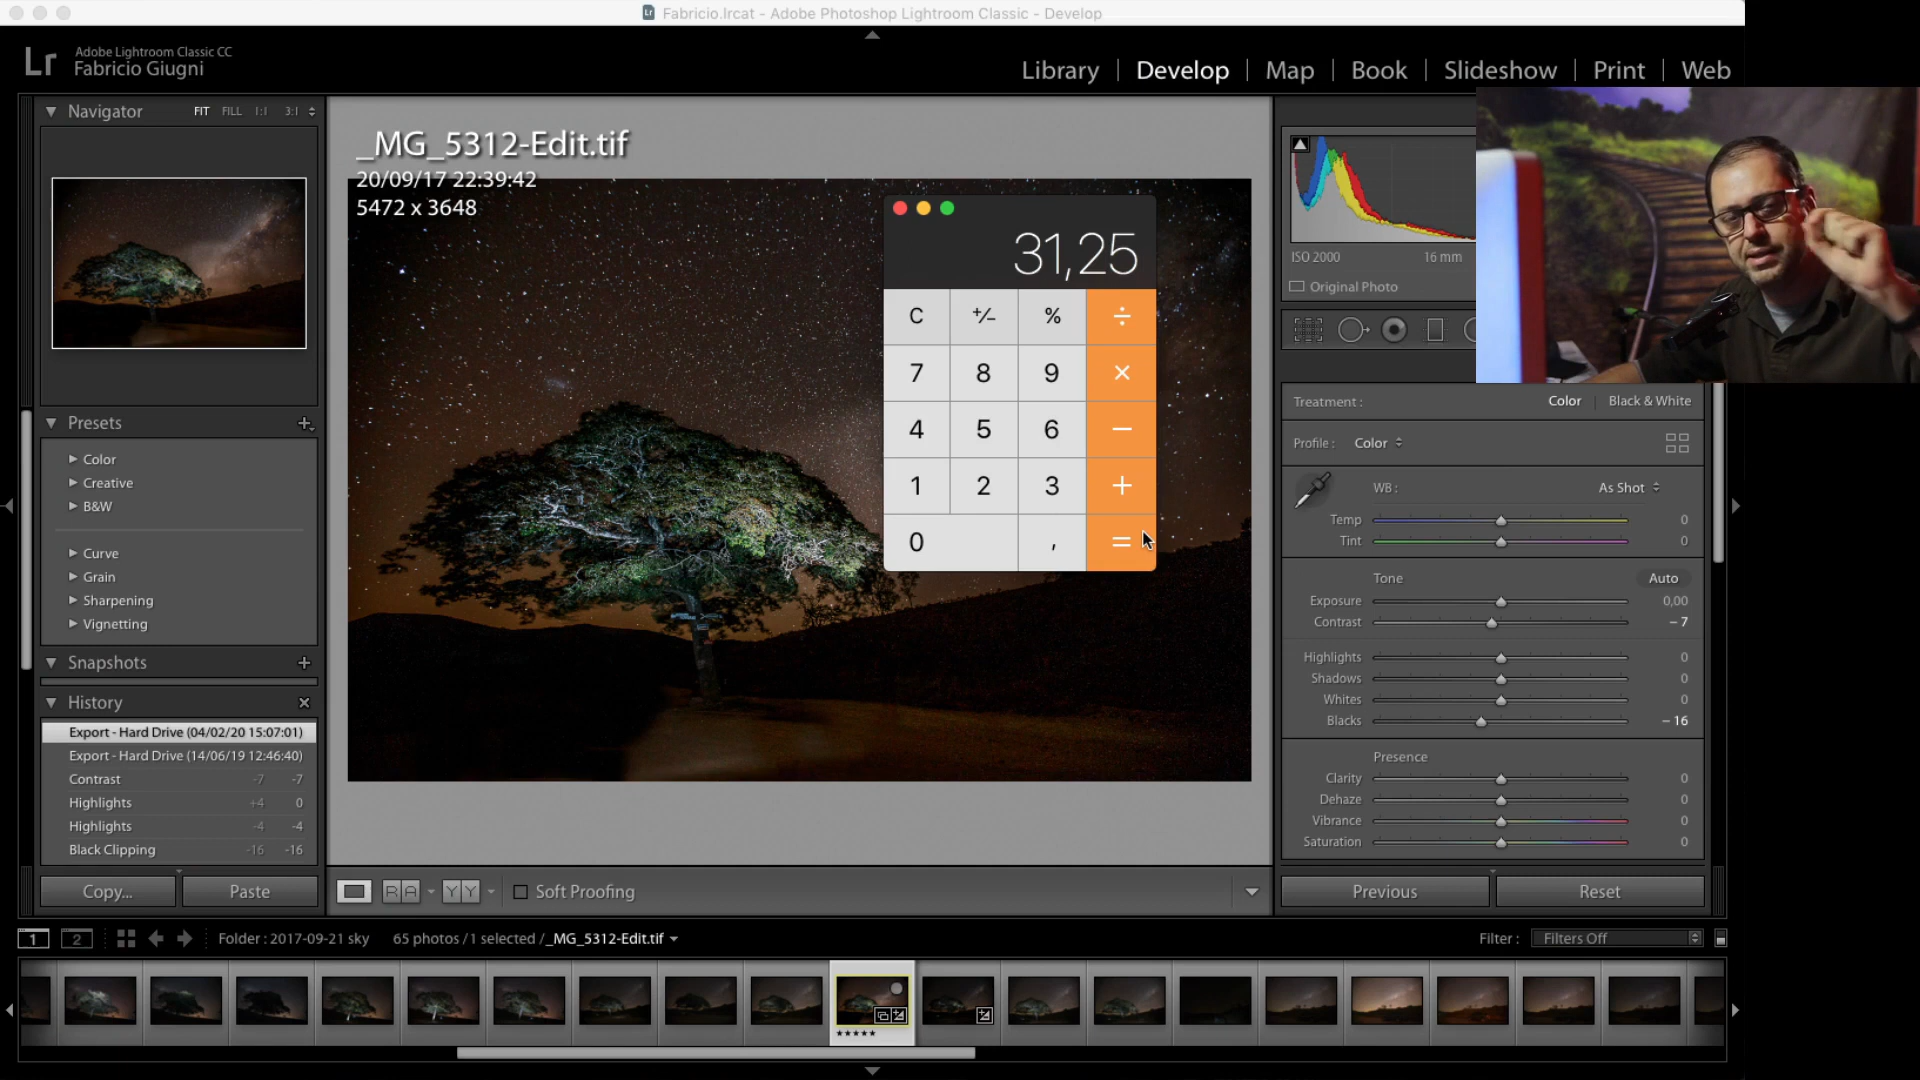 Fabricio.lrcat - Adobe Photoshop Lightroom Classic - Develop
Lr
Adobe Lightroom Classic CC
Fabricio Giugni
Library | Develop | Map | Book | Slideshow | Print | Web
Navigator FIT FILL 1:1 3:1
_MG_5312-Edit.tif
20/09/17 22:39:42
5472 x 3648
31,25
C +/− % ÷
7 8 9 ×
4 5 6 −
1 2 3 +
0 , =
ISO 2000 16 mm
Original Photo
Presets
Color
Creative
B&W
Curve
Grain
Sharpening
Vignetting
Snapshots
History
Export - Hard Drive (04/02/20 15:07:01)
Export - Hard Drive (14/06/19 12:46:40)
Contrast -7 -7
Highlights +4 0
Highlights -4 -4
Black Clipping -16 -16
Copy... Paste
Treatment : Color Black & White
Profile : Color
WB : As Shot
Temp 0
Tint 0
Tone Auto
Exposure 0,00
Contrast − 7
Highlights 0
Shadows 0
Whites 0
Blacks − 16
Presence
Clarity 0
Dehaze 0
Vibrance 0
Saturation 0
Previous Reset
R A Y Y Soft Proofing
1 2 Folder : 2017-09-21 sky 65 photos / 1 selected / _MG_5312-Edit.tif Filter : Filters Off